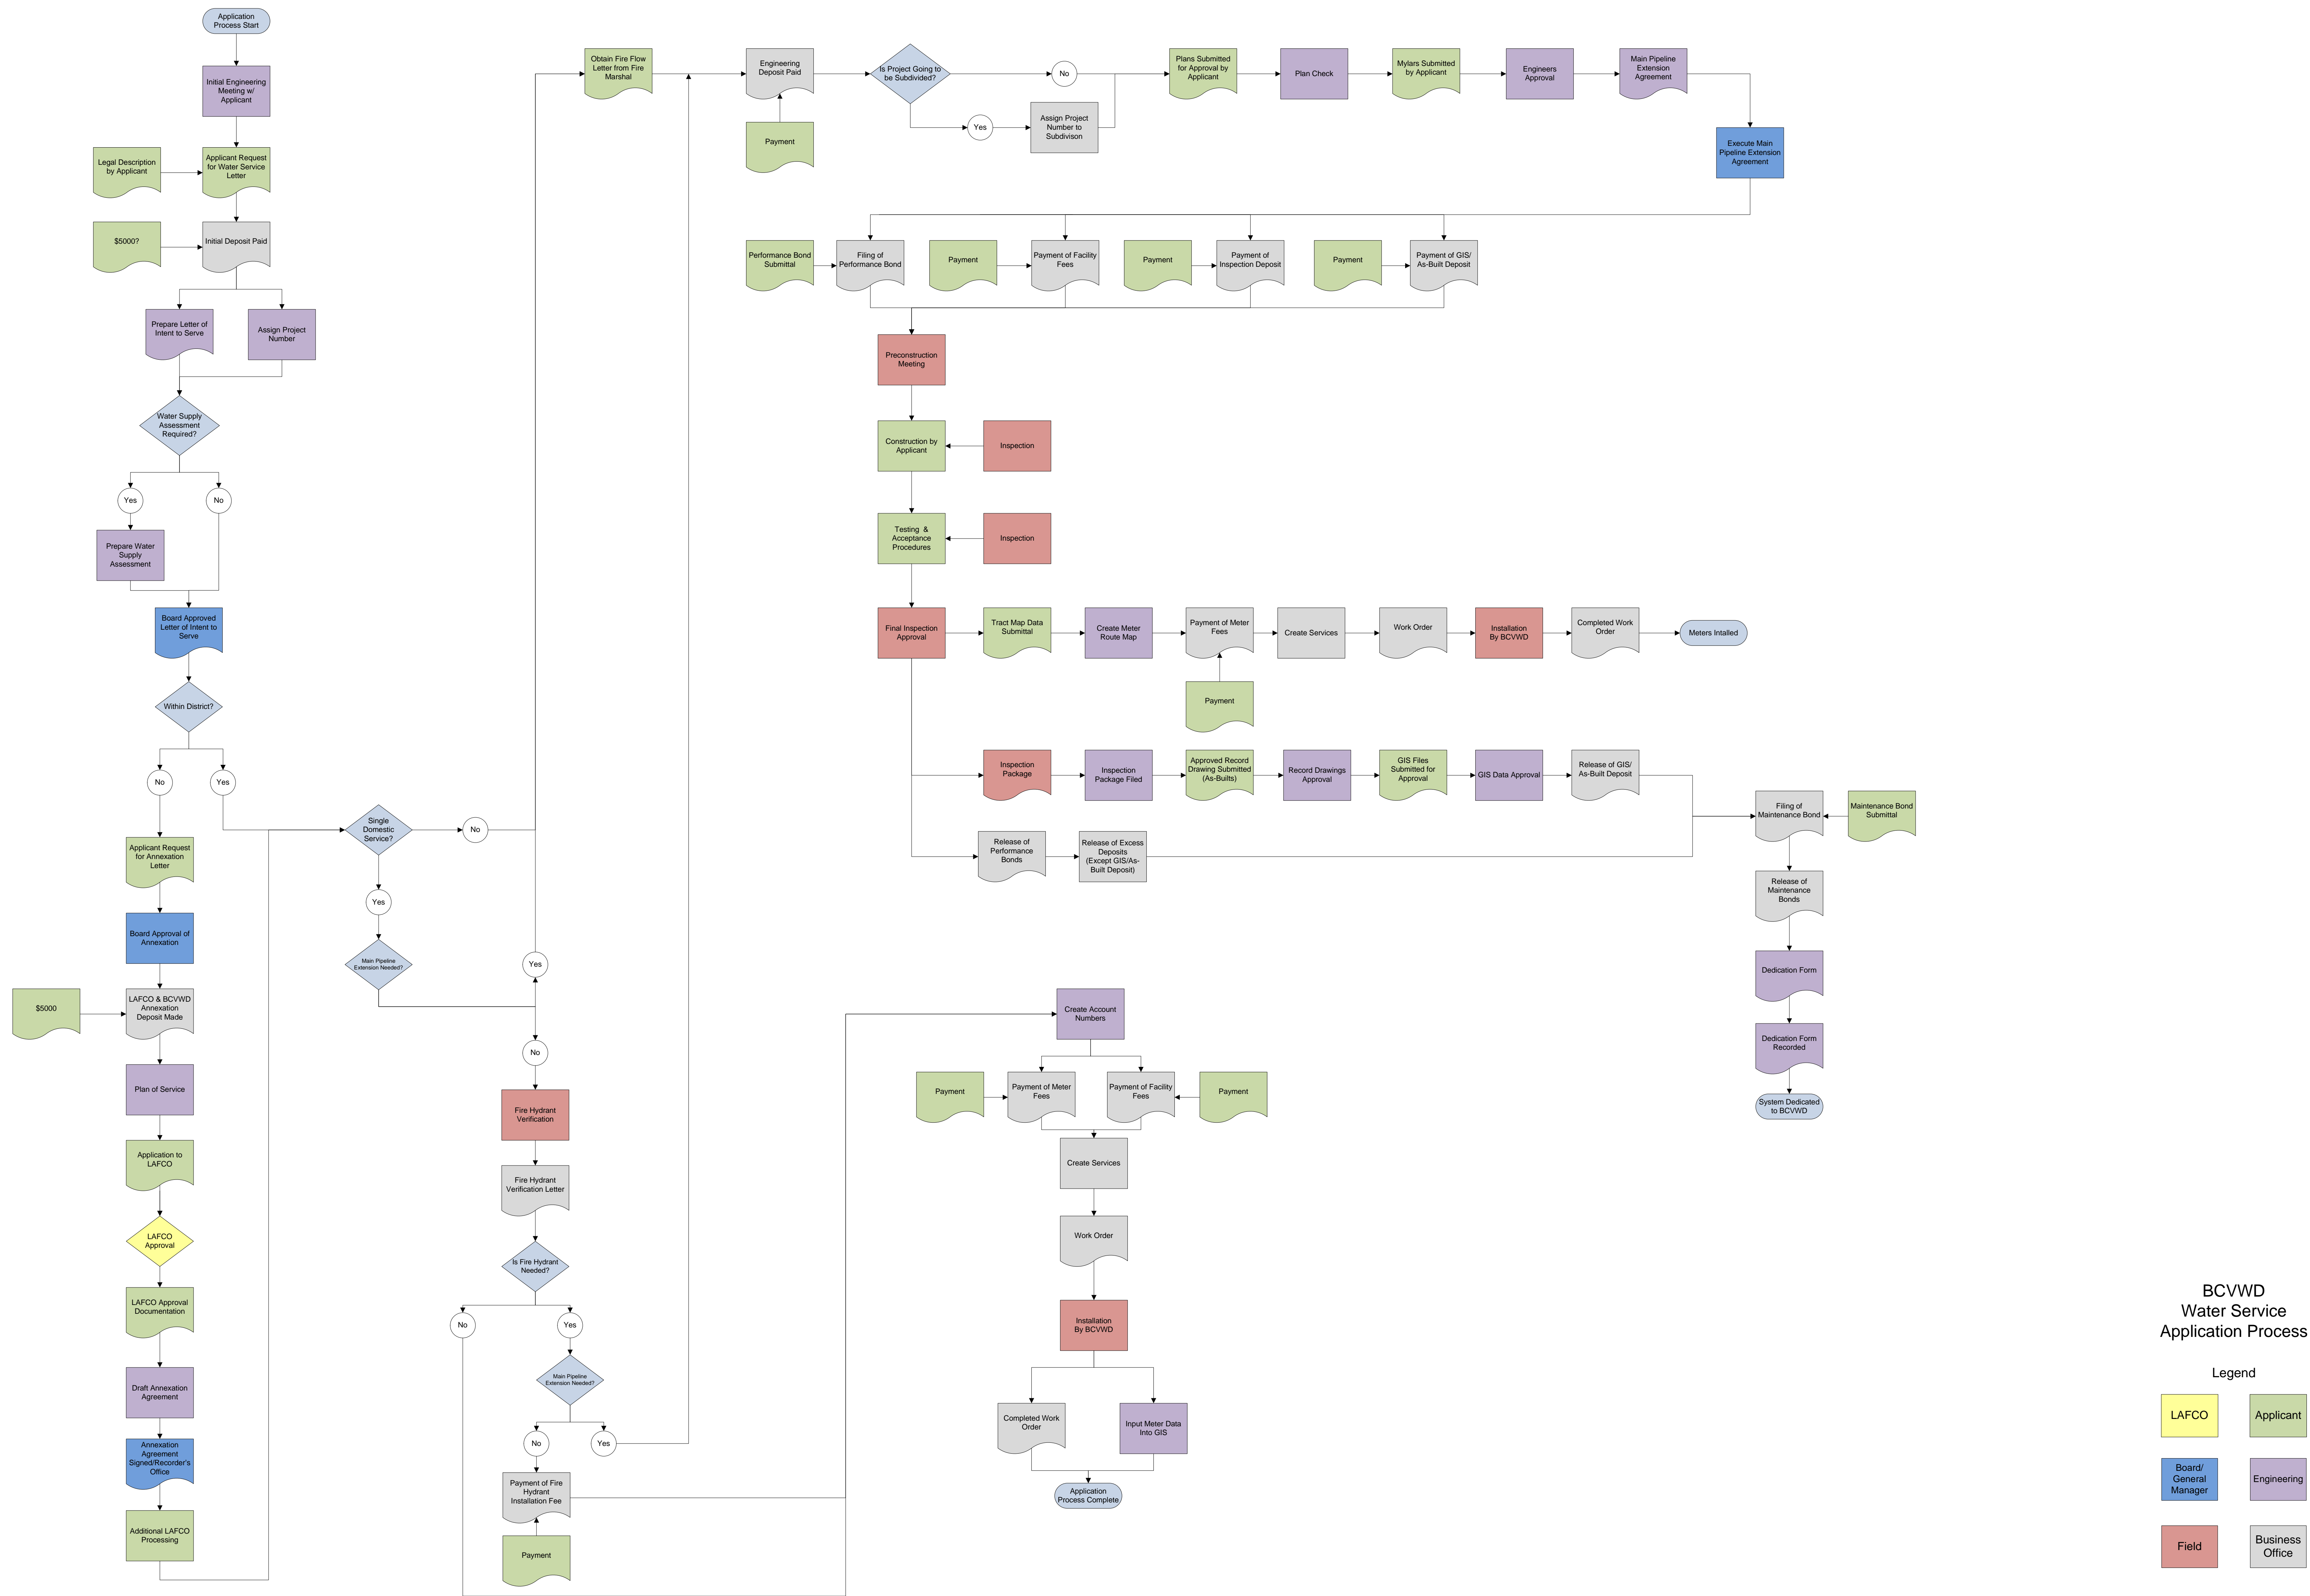 Application
Process Start
Initial Engineering
Meeting w/
Applicant
Legal Description
by Applicant
Applicant Request
for Water Service
Letter
$5000?
Initial Deposit Paid
Prepare Letter of
Intent to Serve
Assign Project
Number
Water Supply
Assessment
Required?
Yes
No
Prepare Water
Supply
Assessment
Board Approved
Letter of Intent to
Serve
Within District?
No
Yes
Applicant Request
for Annexation
Letter
Board Approval of
Annexation
$5000
LAFCO & BCVWD
Annexation
Deposit Made
Plan of Service
Application to
LAFCO
LAFCO
Approval
LAFCO Approval
Documentation
Draft Annexation
Agreement
Annexation
Agreement
Signed/Recorder's
Office
Additional LAFCO
Processing
Single
Domestic
Service?
No
Yes
Main Pipeline
Extension Needed?
Yes
No
Fire Hydrant
Verification
Fire Hydrant
Verification Letter
Is Fire Hydrant
Needed?
No
Yes
Main Pipeline
Extension Needed?
No
Yes
Payment of Fire
Hydrant
Installation Fee
Payment
Obtain Fire Flow
Letter from Fire
Marshal
Engineering
Deposit Paid
Payment
Is Project Going to
be Subdivided?
No
Yes
Assign Project
Number to
Subdivison
Plans Submitted
for Approval by
Applicant
Plan Check
Mylars Submitted
by Applicant
Engineers
Approval
Main Pipeline
Extension
Agreement
Execute Main
Pipeline Extension
Agreement
Performance Bond
Submittal
Filing of
Performance Bond
Payment
Payment of Facility
Fees
Payment
Payment of
Inspection Deposit
Payment
Payment of GIS/
As-Built Deposit
Preconstruction
Meeting
Construction by
Applicant
Inspection
Testing &
Acceptance
Procedures
Inspection
Final Inspection
Approval
Tract Map Data
Submittal
Create Meter
Route Map
Payment of Meter
Fees
Create Services
Work Order
Installation
By BCVWD
Completed Work
Order
Meters Intalled
Payment
Inspection
Package
Inspection
Package Filed
Approved Record
Drawing Submitted
(As-Builts)
Record Drawings
Approval
GIS Files
Submitted for
Approval
GIS Data Approval
Release of GIS/
As-Built Deposit
Release of
Performance
Bonds
Release of Excess
Deposits
(Except GIS/As-
Built Deposit)
Filing of
Maintenance Bond
Maintenance Bond
Submittal
Release of
Maintenance
Bonds
Dedication Form
Dedication Form
Recorded
System Dedicated
to BCVWD
Create Account
Numbers
Payment
Payment of Meter
Fees
Payment of Facility
Fees
Payment
Create Services
Work Order
Installation
By BCVWD
Completed Work
Order
Input Meter Data
Into GIS
Application
Process Complete
BCVWD
Water Service
Application Process
Legend
LAFCO
Applicant
Board/
General
Manager
Engineering
Field
Business
Office